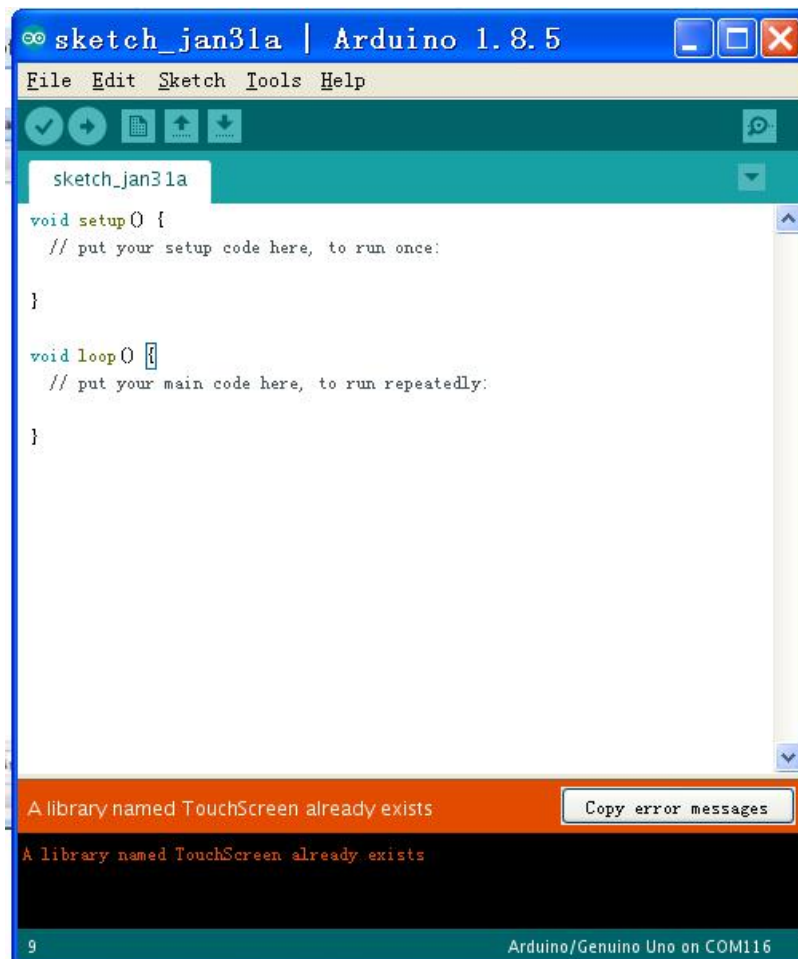 sketch_jan31a | Arduino 1.8.5
File Edit Sketch Tools Help
sketch_jan31a
void setup() {
  // put your setup code here, to run once:
}
void loop() {
  // put your main code here, to run repeatedly:
}
A library named TouchScreen already exists
Copy error messages
A library named TouchScreen already exists
9
Arduino/Genuino Uno on COM116